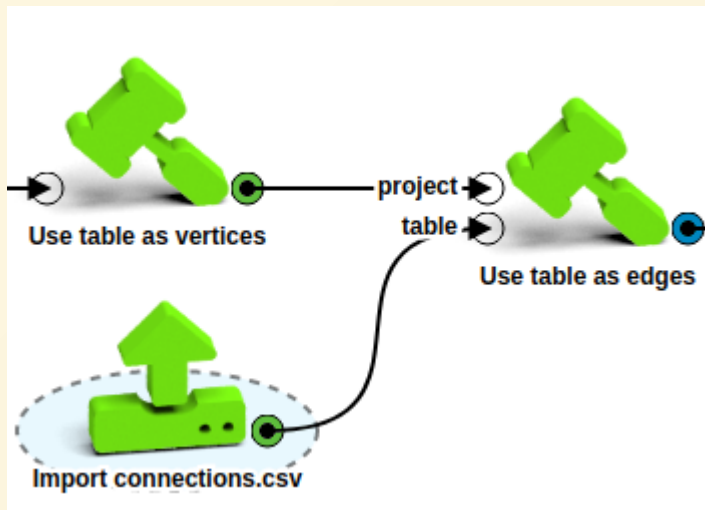 project
Use table as vertices
table
Use table as edges
Import connections.csv